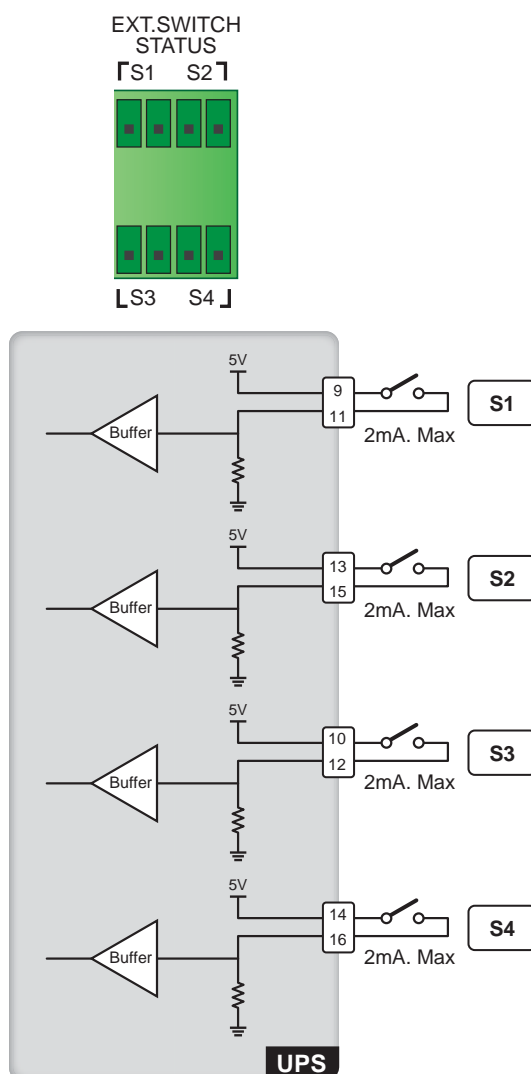 EXT.SWITCH
STATUS
S1 S2
S3 S4
5V
9
11
Buffer
2mA. Max
S1
5V
13
15
Buffer
2mA. Max
S2
5V
10
12
Buffer
2mA. Max
S3
5V
14
16
Buffer
2mA. Max
S4
UPS